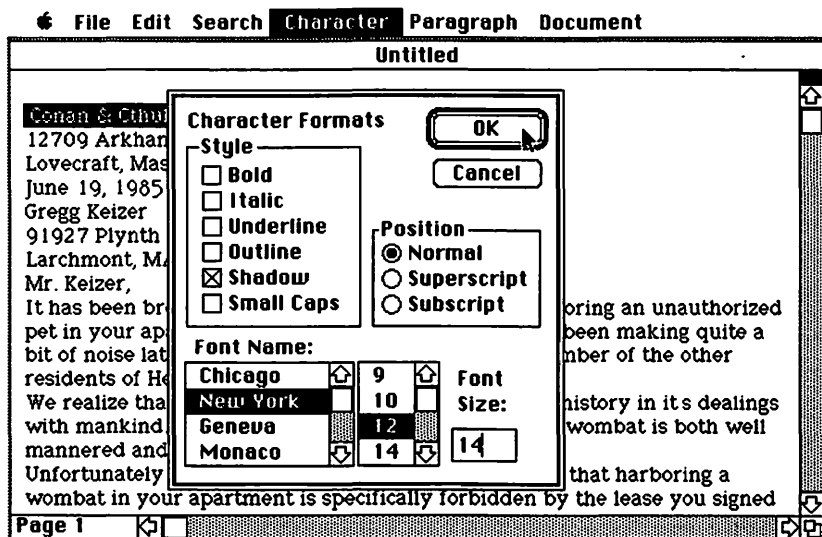 File Edit Search Character Paragraph Document
Untitled
Conan & Cthu
12709 Arkhan
Lovecraft, Mas
June 19, 1985
Gregg Keizer
91927 Plynth
Larchmont, MA
Mr. Keizer,
It has been br
pet in your ap
bit of noise lat
residents of He
We realize tha
with mankind
mannered and
Unfortunately
Character Formats
OK
Cancel
Style
Bold
Italic
Underline
Outline
Shadow
Small Caps
Position
Normal
Superscript
Subscript
Font Name:
Chicago
New York
Geneva
Monaco
9
10
12
14
Font
Size:
14
oring an unauthorized
been making quite a
nber of the other
history in its dealings
wombat is both well
that harboring a
wombat in your apartment is specifically forbidden by the lease you signed
Page 1